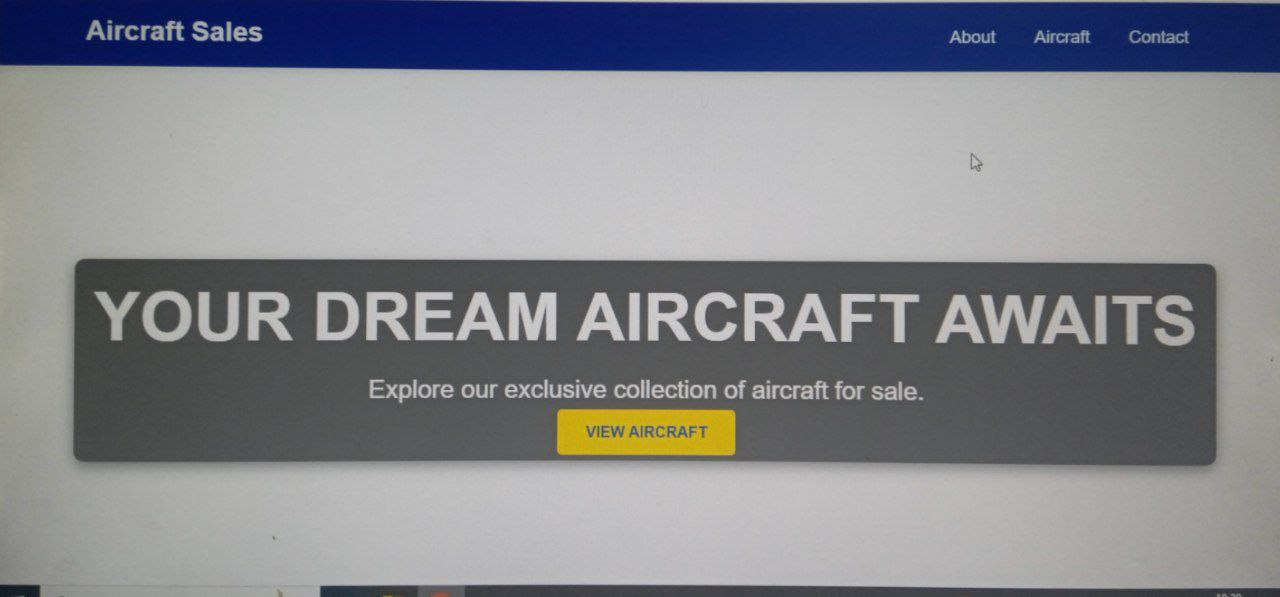 Aircraft Sales
About Aircraft Contact
YOUR DREAM AIRCRAFT AWAITS
Explore our exclusive collection of aircraft for sale.
VIEW AIRCRAFT